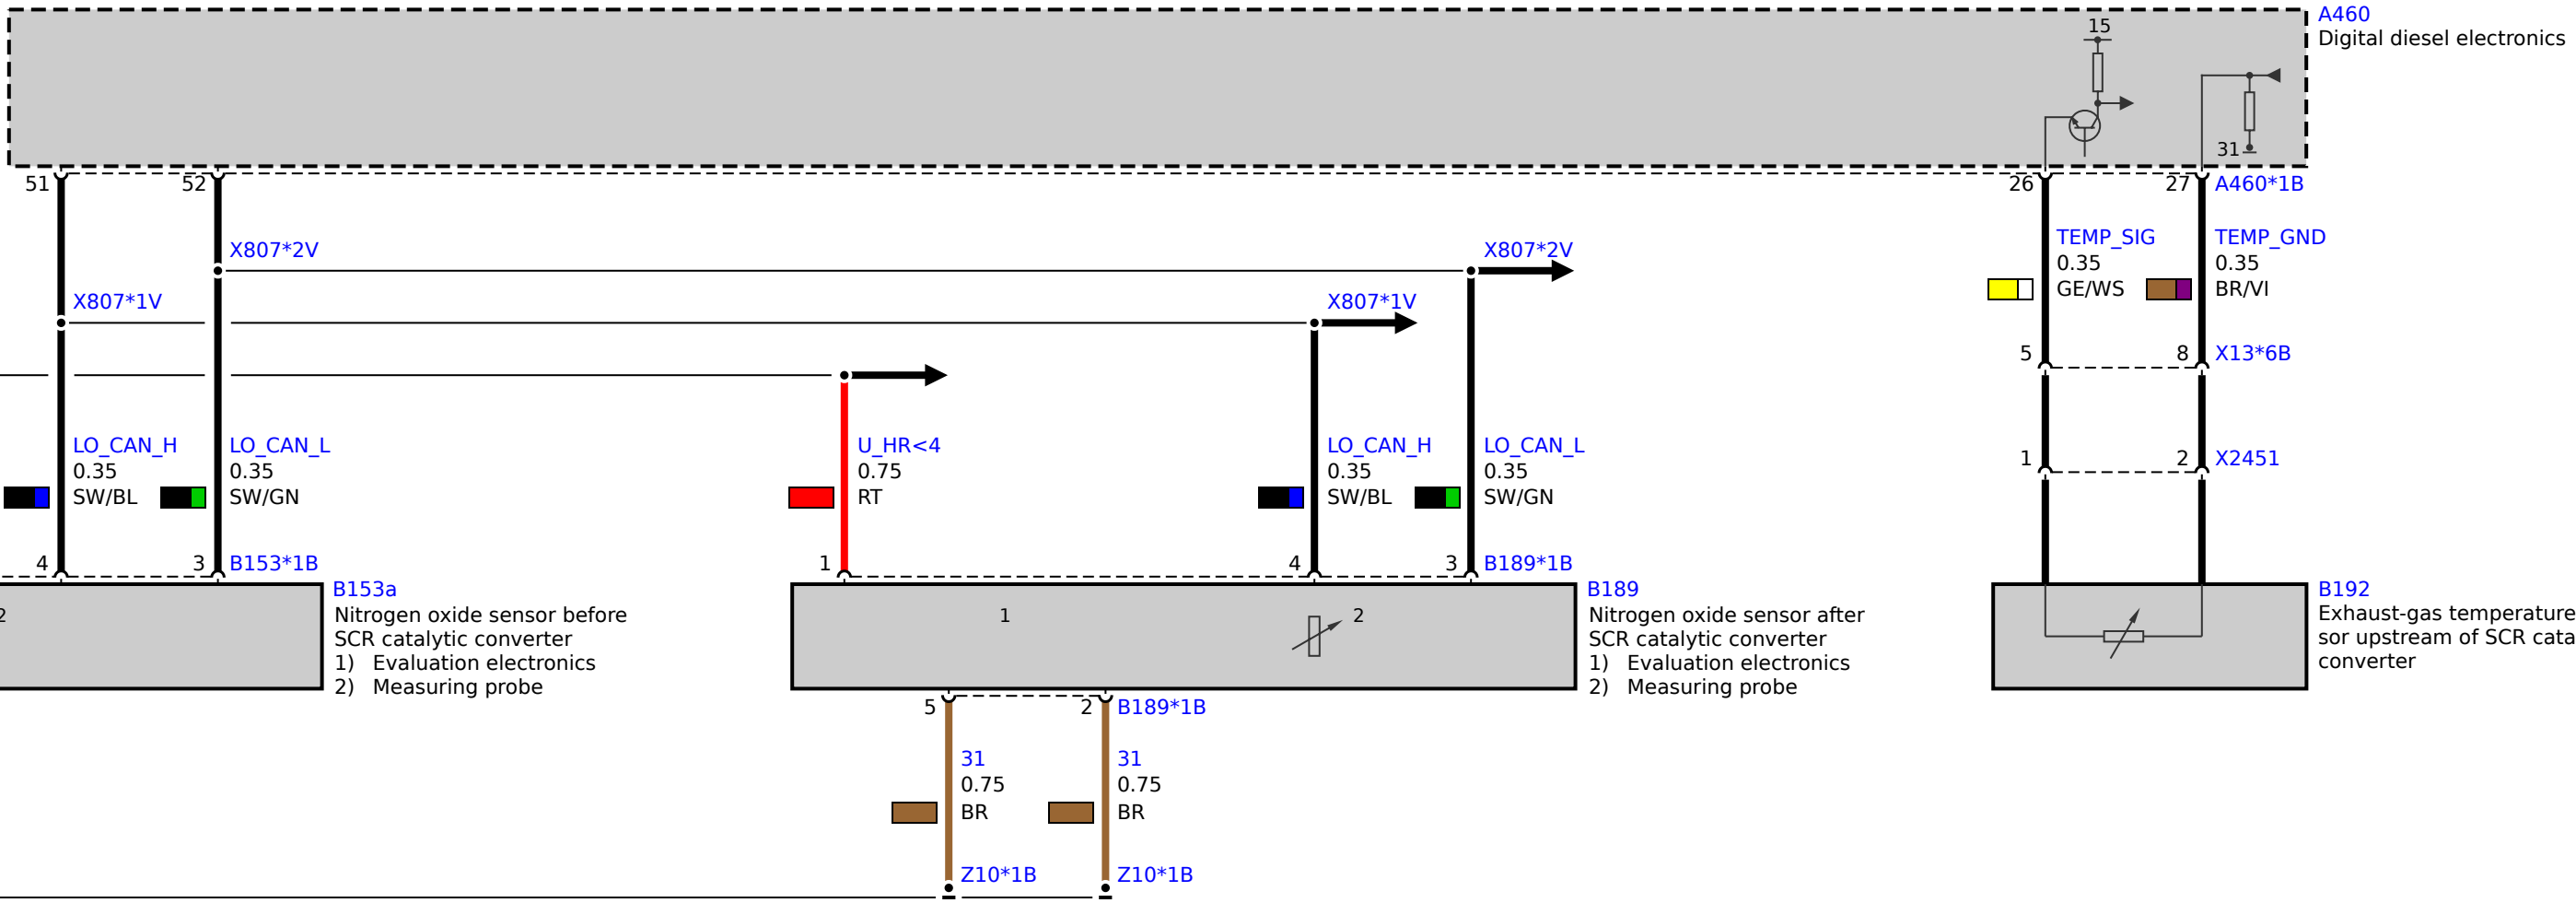 A460
15
Digital diesel electronics
31
51
52
26
27
A460*1B
X807*2V
X807*2V
TEMP_SIG
TEMP_GND
0.35
0.35
GE/WS
BR/VI
X807*1V
X807*1V
5
8
X13*6B
LO_CAN_H
LO_CAN_L
U_HR<4
LO_CAN_H
LO_CAN_L
0.35
0.35
0.75
0.35
0.35
SW/BL
SW/GN
RT
SW/BL
SW/GN
1
2
X2451
4
3
B153*1B
1
4
3
B189*1B
B153a
Nitrogen oxide sensor before
SCR catalytic converter
1) Evaluation electronics
2) Measuring probe
2
1
2
B189
Nitrogen oxide sensor after
SCR catalytic converter
1) Evaluation electronics
2) Measuring probe
B192
Exhaust-gas temperature
sor upstream of SCR cata
converter
5
2
B189*1B
31
31
0.75
0.75
BR
BR
Z10*1B
Z10*1B